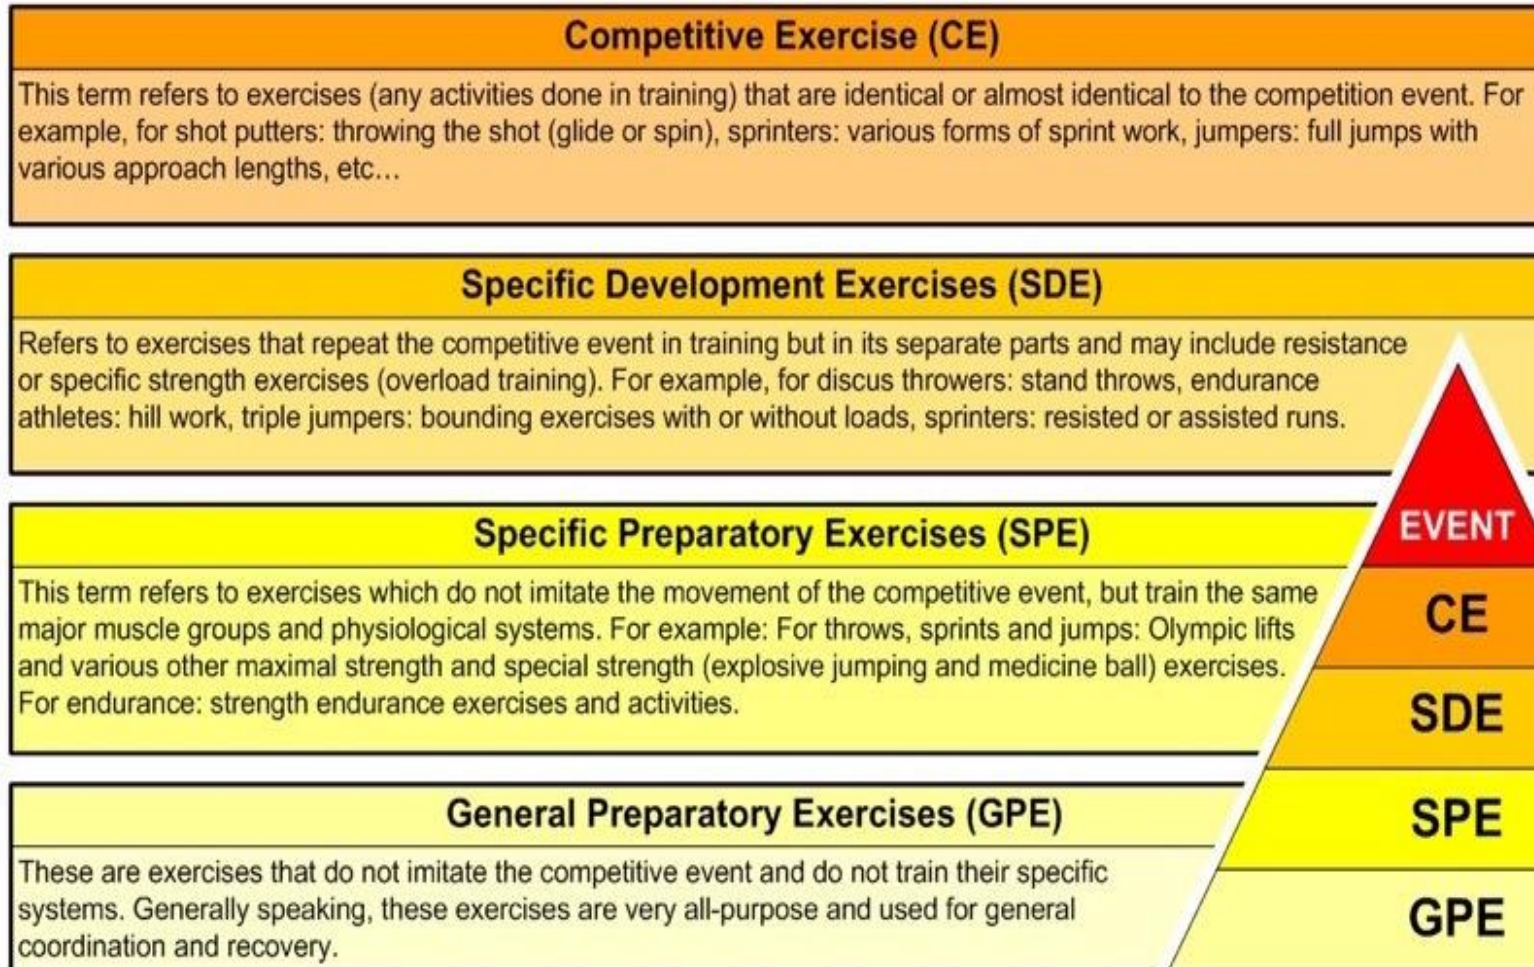 Competitive Exercise (CE)
This term refers to exercises (any activities done in training) that are identical or almost identical to the competition event. For
example, for shot putters: throwing the shot (glide or spin), sprinters: various forms of sprint work, jumpers: full jumps with
various approach lengths, etc…
Specific Development Exercises (SDE)
Refers to exercises that repeat the competitive event in training but in its separate parts and may include resistance
or specific strength exercises (overload training). For example, for discus throwers: stand throws, endurance
athletes: hill work, triple jumpers: bounding exercises with or without loads, sprinters: resisted or assisted runs.
Specific Preparatory Exercises (SPE)
This term refers to exercises which do not imitate the movement of the competitive event, but train the same
major muscle groups and physiological systems. For example: For throws, sprints and jumps: Olympic lifts
and various other maximal strength and special strength (explosive jumping and medicine ball) exercises.
For endurance: strength endurance exercises and activities.
General Preparatory Exercises (GPE)
These are exercises that do not imitate the competitive event and do not train their specific
systems. Generally speaking, these exercises are very all-purpose and used for general
coordination and recovery.
EVENT
CE
SDE
SPE
GPE